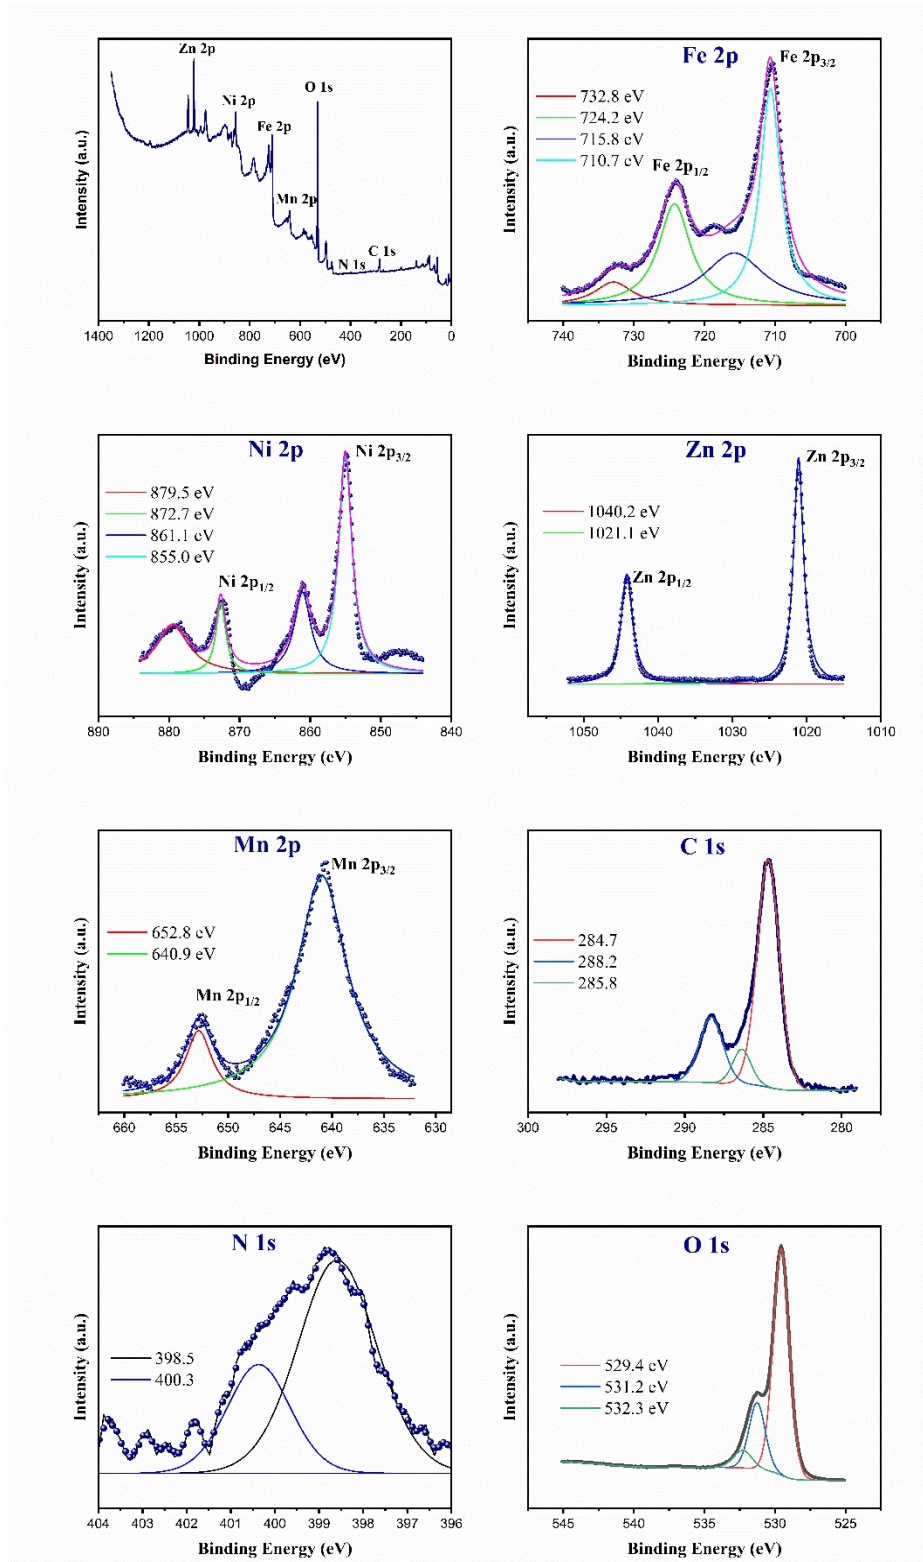 Zn 2p
O 1s
Ni 2p
Fe 2p
Mn 2p
N 1s
C 1s
Intensity (a.u.)
1400 1200 1000 800 600 400 200 0
Binding Energy (eV)
Fe 2p
Fe 2p3/2
732.8 eV
724.2 eV
715.8 eV
710.7 eV
Fe 2p1/2
Intensity (a.u.)
740 730 720 710 700
Binding Energy (eV)
Ni 2p
Ni 2p3/2
879.5 eV
872.7 eV
861.1 eV
855.0 eV
Ni 2p1/2
Intensity (a.u.)
890 880 870 860 850 840
Binding Energy (eV)
Zn 2p
Zn 2p3/2
1040.2 eV
1021.1 eV
Zn 2p1/2
Intensity (a.u.)
1050 1040 1030 1020 1010
Binding Energy (eV)
Mn 2p
Mn 2p3/2
652.8 eV
640.9 eV
Mn 2p1/2
Intensity (a.u.)
660 655 650 645 640 635 630
Binding Energy (eV)
C 1s
284.7
288.2
285.8
Intensity (a.u.)
300 295 290 285 280
Binding Energy (eV)
N 1s
398.5
400.3
Intensity (a.u.)
404 403 402 401 400 399 398 397 396
Binding Energy (eV)
O 1s
529.4 eV
531.2 eV
532.3 eV
Intensity (a.u.)
545 540 535 530 525
Binding Energy (eV)